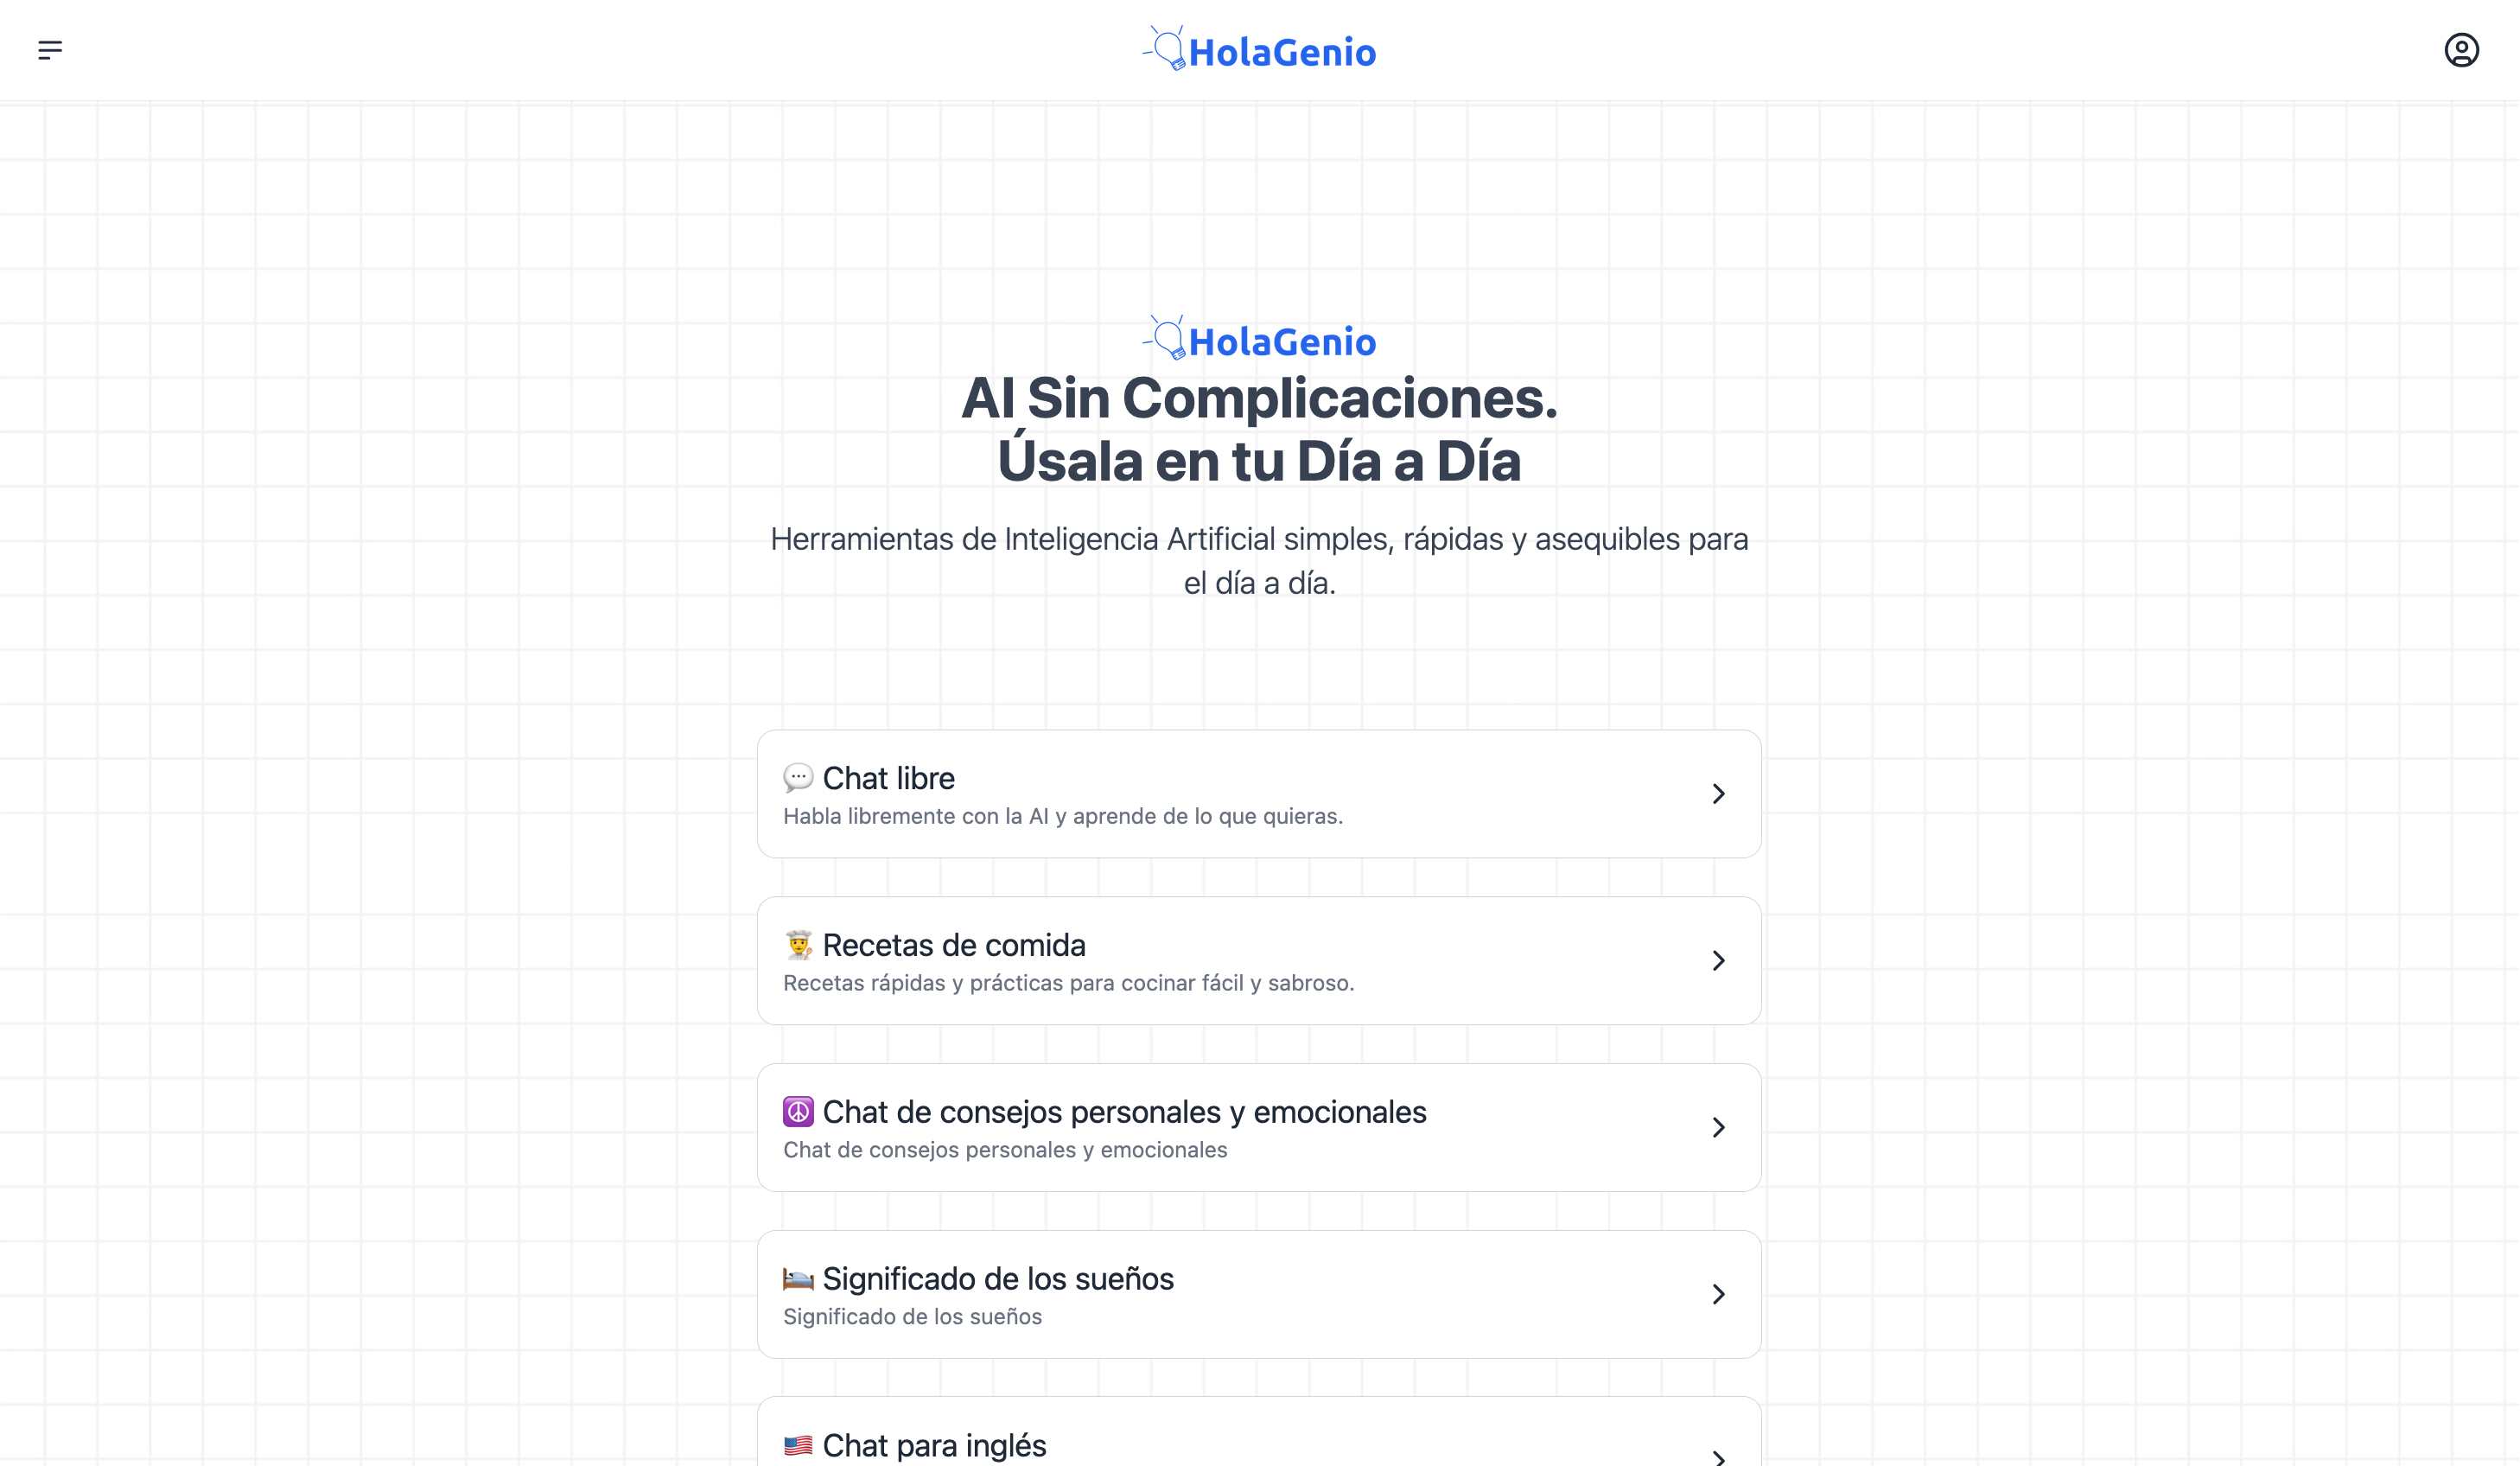 HolaGenio
HolaGenio
AI Sin Complicaciones.
Úsala en tu Día a Día
Herramientas de Inteligencia Artificial simples, rápidas y asequibles para
el día a día.
Chat libre
Habla libremente con la AI y aprende de lo que quieras.
Recetas de comida
Recetas rápidas y prácticas para cocinar fácil y sabroso.
Chat de consejos personales y emocionales
Chat de consejos personales y emocionales
Significado de los sueños
Significado de los sueños
Chat para inglés